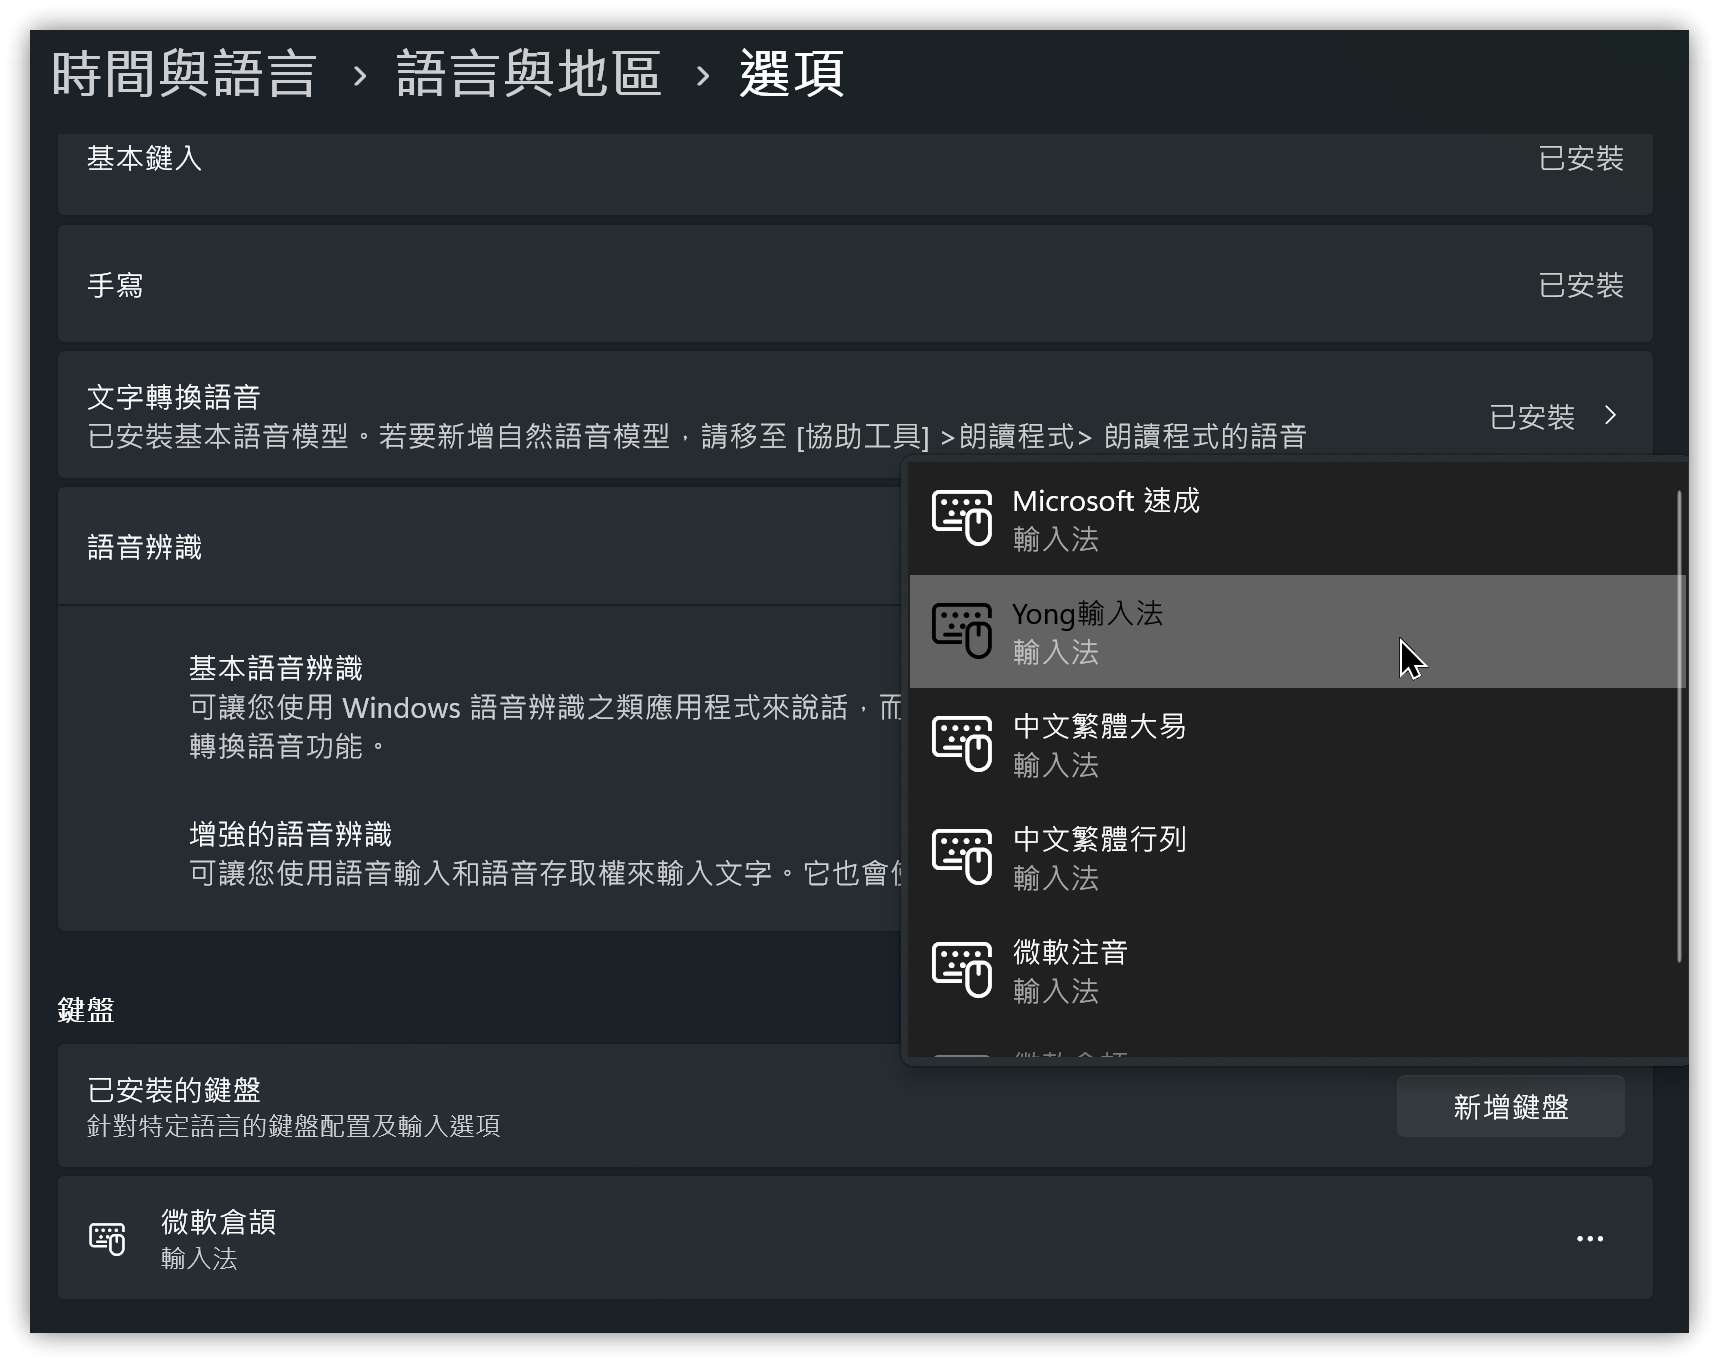 時間與語言 › 語言與地區 › 選項
基本鍵入
已安裝
手寫
已安裝
文字轉換語音
已安裝基本語音模型。若要新增自然語音模型，請移至 [協助工具] >朗讀程式> 朗讀程式的語音
已安裝
語音辨識
基本語音辨識
可讓您使用 Windows 語音辨識之類應用程式來說話，而
轉換語音功能。
增強的語音辨識
可讓您使用語音輸入和語音存取權來輸入文字。它也會
Microsoft 速成
輸入法
Yong輸入法
輸入法
中文繁體大易
輸入法
中文繁體行列
輸入法
微軟注音
輸入法
鍵盤
已安裝的鍵盤
針對特定語言的鍵盤配置及輸入選項
新增鍵盤
微軟倉頡
輸入法